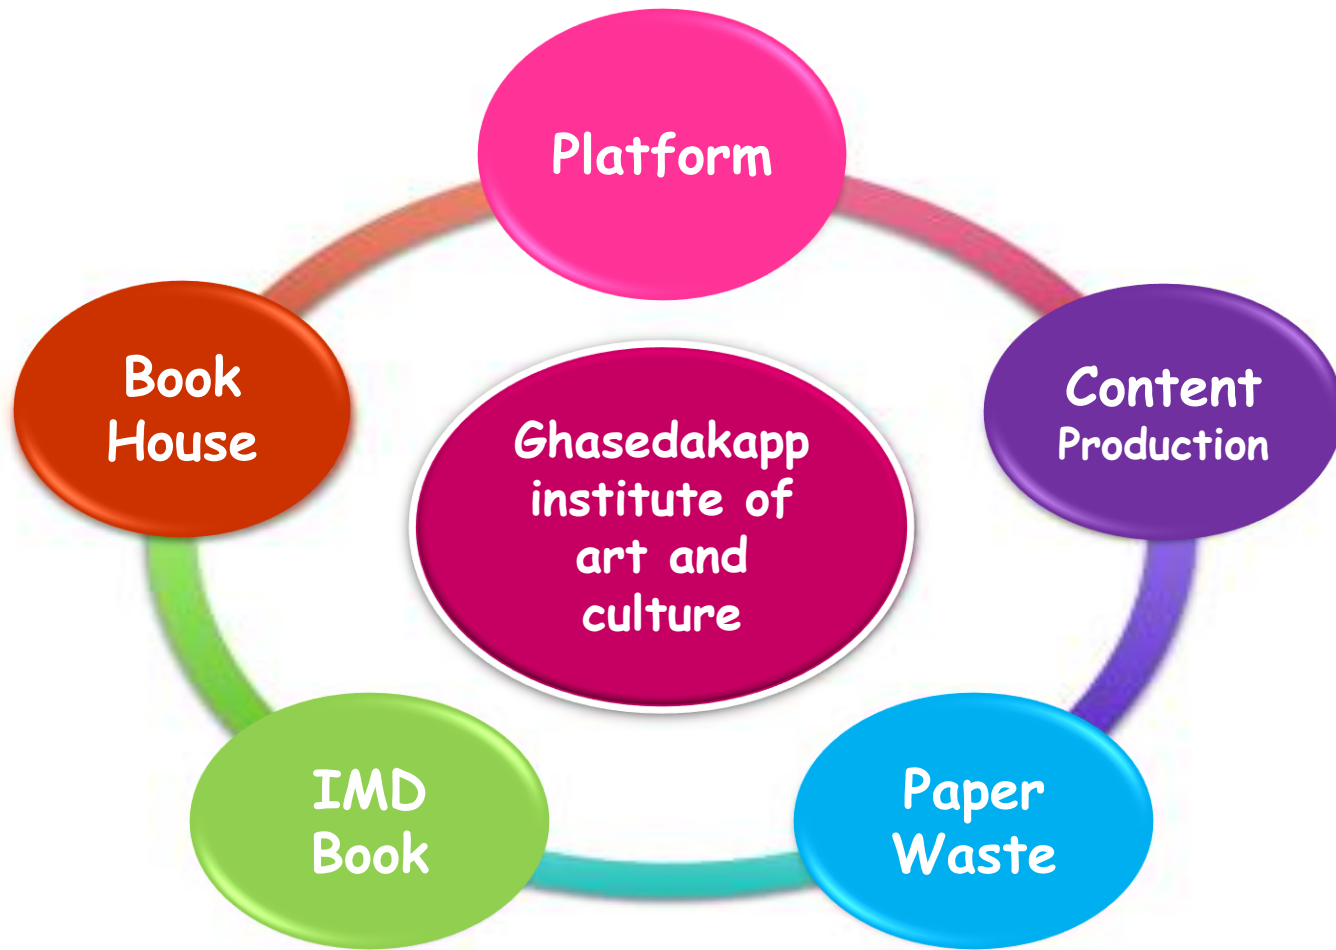 Platform
Book
House
Content
Production
Ghasedakapp
institute of
art and
culture
IMD
Book
Paper
Waste